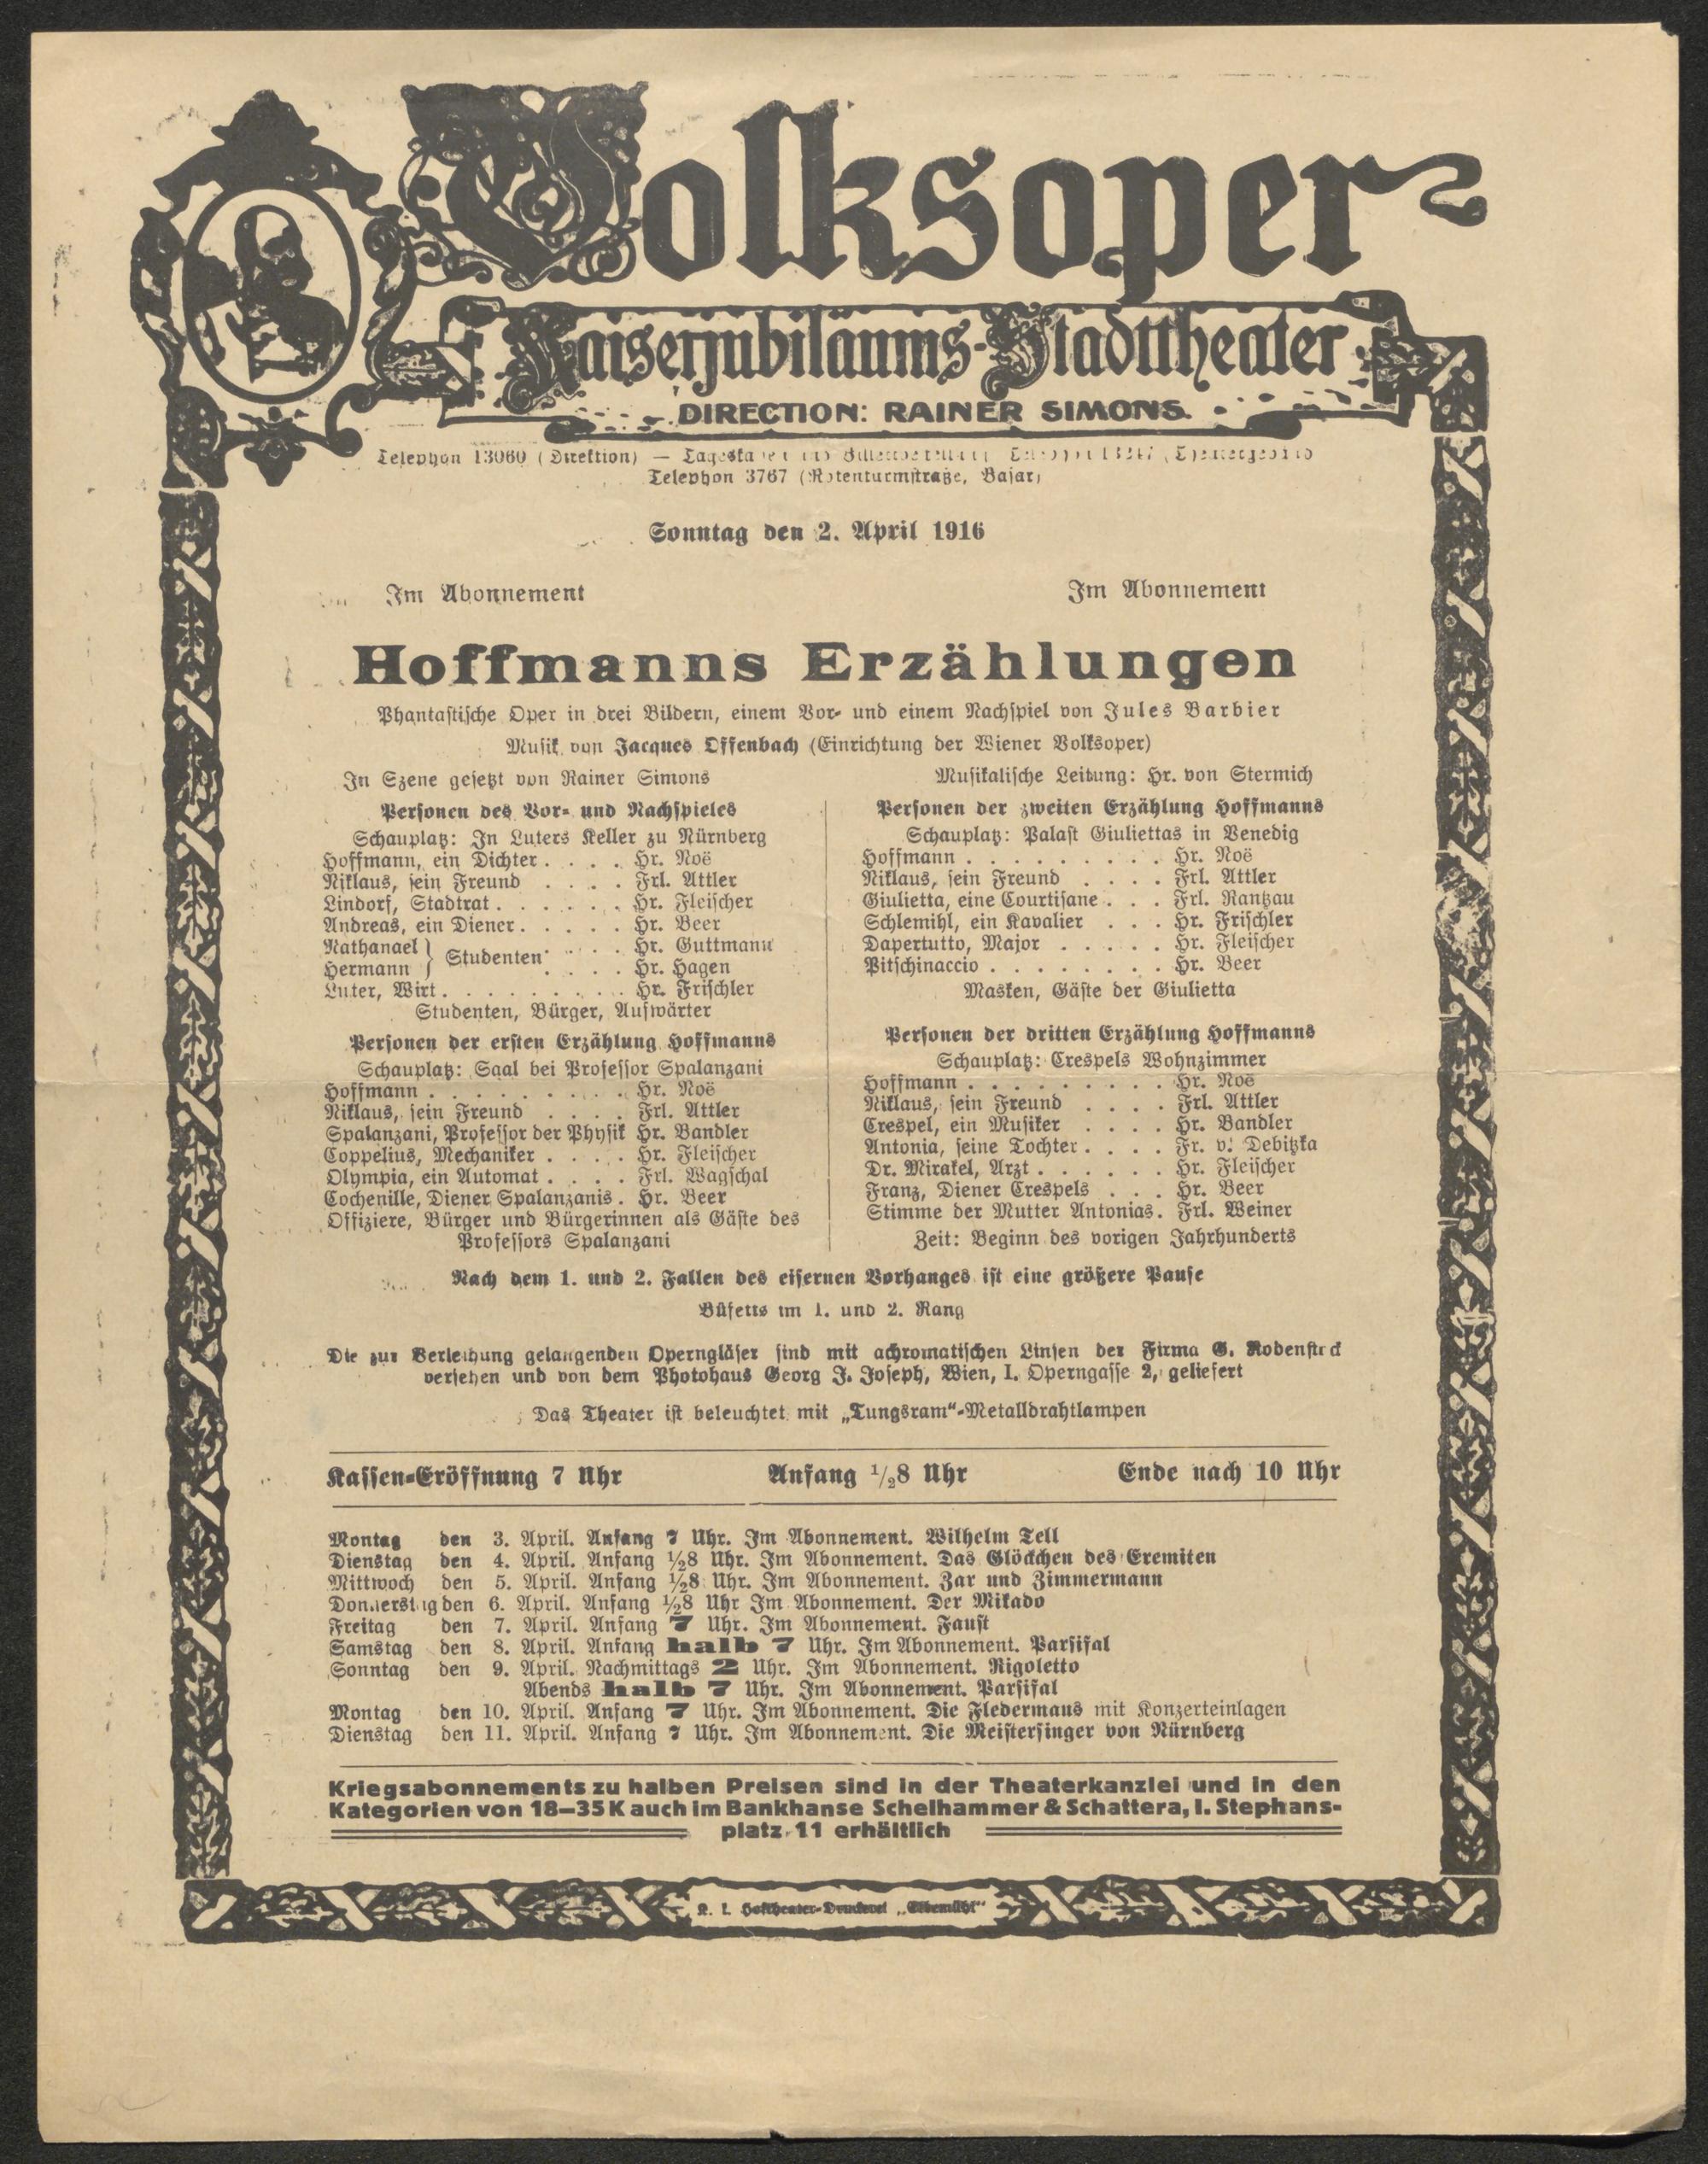 Volksoper
Kaiserjubiläums-Stadttheater
DIRECTION: RAINER SIMONS.
Telephon 13060 (Direktion) —
Telephon 3767 (Rotenturmstraße, Basar)
Sonntag den 2. April 1916
Im Abonnement Im Abonnement
Hoffmanns Erzählungen
Phantastische Oper in drei Bildern, einem Vor- und einem Nachspiel von Jules Barbier
Musik von Jacques Offenbach (Einrichtung der Wiener Volksoper)
In Szene gesetzt von Rainer Simons
Musikalische Leitung: Hr. von Stermich
Personen des Vor- und Nachspieles
Schauplatz: In Luters Keller zu Nürnberg
Hoffmann, ein Dichter . . . . Hr. Noë
Niklaus, sein Freund . . . . Frl. Attler
Lindorf, Stadtrat . . . . . . Hr. Fleischer
Andreas, ein Diener . . . . . Hr. Beer
Nathanael } Studenten . . . . Hr. Guttmann
Hermann } . . . . Hr. Hagen
Luter, Wirt . . . . . . . . . Hr. Frischler
Studenten, Bürger, Aufwärter
Personen der ersten Erzählung Hoffmanns
Schauplatz: Saal bei Professor Spalanzani
Hoffmann . . . . . . . . . Hr. Noë
Niklaus, sein Freund . . . . Frl. Attler
Spalanzani, Professor der Physik Hr. Bandler
Coppelius, Mechaniker . . . . Hr. Fleischer
Olympia, ein Automat . . . . Frl. Wagschal
Cochenille, Diener Spalanzanis . Hr. Beer
Offiziere, Bürger und Bürgerinnen als Gäste des
Professors Spalanzani
Personen der zweiten Erzählung Hoffmanns
Schauplatz: Palast Giuliettas in Venedig
Hoffmann . . . . . . . . . Hr. Noë
Niklaus, sein Freund . . . . Frl. Attler
Giulietta, eine Courtisane . . . Frl. Rantzau
Schlemihl, ein Kavalier . . . Hr. Frischler
Dapertutto, Major . . . . . Hr. Fleischer
Pitschinaccio . . . . . . . . Hr. Beer
Masken, Gäste der Giulietta
Personen der dritten Erzählung Hoffmanns
Schauplatz: Crespels Wohnzimmer
Hoffmann . . . . . . . . . Hr. Noë
Niklaus, sein Freund . . . . Frl. Attler
Crespel, ein Musiker . . . . Hr. Bandler
Antonia, seine Tochter . . . . Fr. v. Debitzka
Dr. Mirakel, Arzt . . . . . . Hr. Fleischer
Franz, Diener Crespels . . . Hr. Beer
Stimme der Mutter Antonias . Frl. Weiner
Zeit: Beginn des vorigen Jahrhunderts
Nach dem 1. und 2. Fallen des eisernen Vorhanges ist eine größere Pause
Büfetts im 1. und 2. Rang
Die zur Verleihung gelangenden Operngläser sind mit achromatischen Linsen der Firma G. Rodenstock
versehen und von dem Photohaus Georg J. Joseph, Wien, I. Operngasse 2, geliefert
Das Theater ist beleuchtet mit „Tungsram“-Metalldrahtlampen
Kassen-Eröffnung 7 Uhr Anfang 1/2 8 Uhr Ende nach 10 Uhr
Montag den 3. April. Anfang 7 Uhr. Im Abonnement. Wilhelm Tell
Dienstag den 4. April. Anfang ½8 Uhr. Im Abonnement. Das Glöckchen des Eremiten
Mittwoch den 5. April. Anfang ½8 Uhr. Im Abonnement. Zar und Zimmermann
Donnerstag den 6. April. Anfang ½8 Uhr Im Abonnement. Der Mikado
Freitag den 7. April. Anfang 7 Uhr. Im Abonnement. Faust
Samstag den 8. April. Anfang halb 7 Uhr. Im Abonnement. Parsifal
Sonntag den 9. April. Nachmittags 2 Uhr. Im Abonnement. Rigoletto
Abends halb 7 Uhr. Im Abonnement. Parsifal
Montag den 10. April. Anfang 7 Uhr. Im Abonnement. Die Fledermaus mit Konzerteinlagen
Dienstag den 11. April. Anfang 7 Uhr. Im Abonnement. Die Meistersinger von Nürnberg
Kriegsabonnements zu halben Preisen sind in der Theaterkanzlei und in den
Kategorien von 18—35 K auch im Bankhanse Schelhammer & Schattera, I. Stephans-
platz 11 erhältlich
K. k. Hoftheater-Druckerei „Elbemühl“